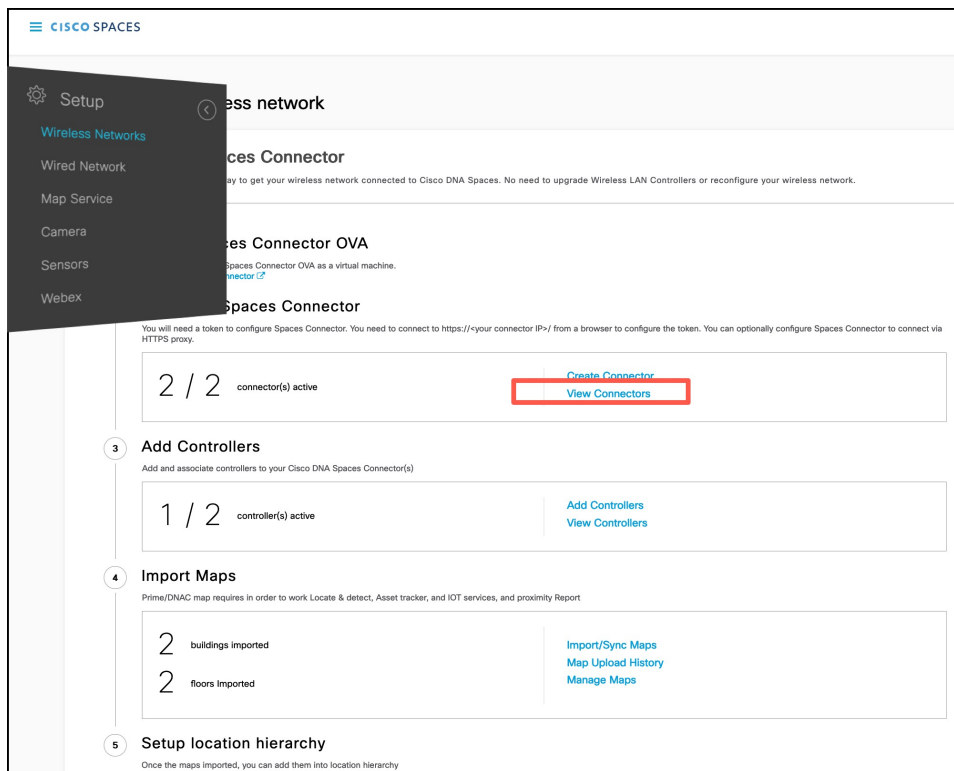 CISCO SPACES
Setup
Wireless Networks
Wired Network
Map Service
Camera
Sensors
Webex
ess network
ces Connector
ay to get your wireless network connected to Cisco DNA Spaces. No need to upgrade Wireless LAN Controllers or reconfigure your wireless network.
es Connector OVA
Spaces Connector OVA as a virtual machine.
nnector
Spaces Connector
You will need a token to configure Spaces Connector. You need to connect to https://<your connector IP>/ from a browser to configure the token. You can optionally configure Spaces Connector to connect via
HTTPS proxy.
2 / 2 connector(s) active
Create Connector
View Connectors
3 Add Controllers
Add and associate controllers to your Cisco DNA Spaces Connector(s)
1 / 2 controller(s) active
Add Controllers
View Controllers
4 Import Maps
Prime/DNAC map requires in order to work Locate & detect, Asset tracker, and IOT services, and proximity Report
2 buildings imported
2 floors Imported
Import/Sync Maps
Map Upload History
Manage Maps
5 Setup location hierarchy
Once the maps imported, you can add them into location hierarchy